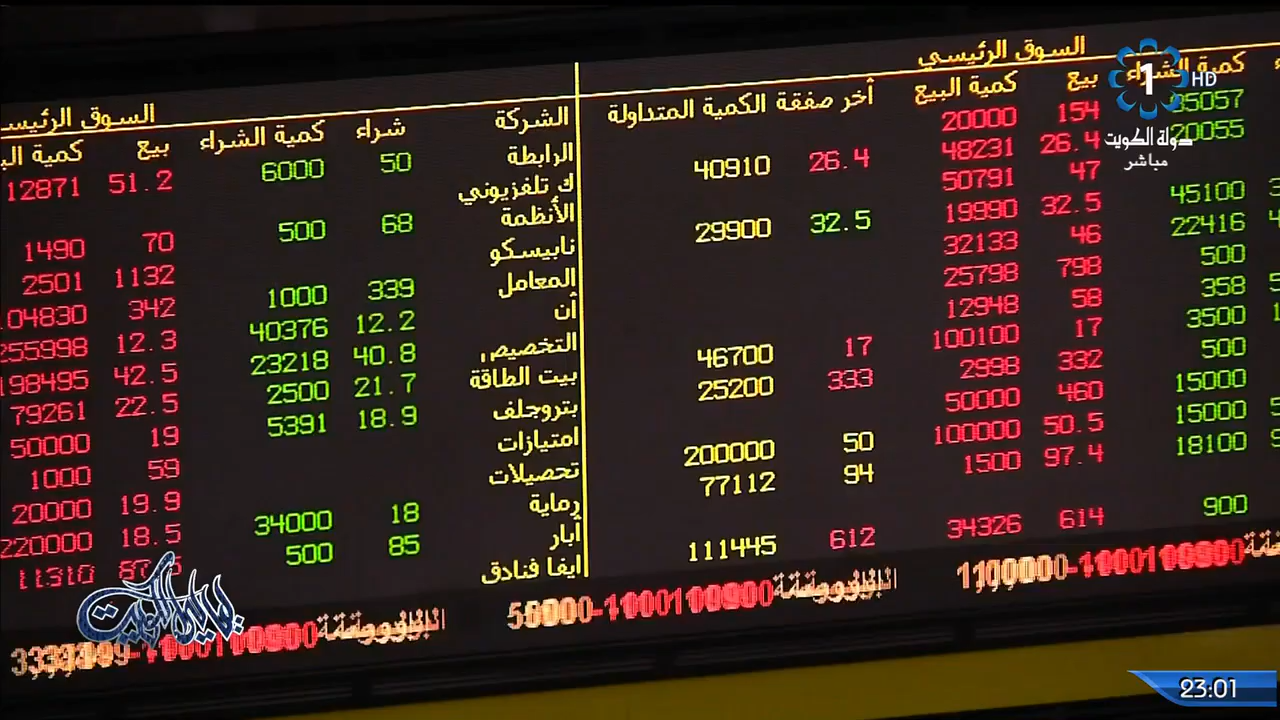 السوق الرئيسي
كمية الشراء بيع كمية البيع أخر صفقة الكمية المتداولة
35057 154 20000
20055 26.4 48231 26.4 40910
47 50791
45100 32.5 19990 32.5 29900
22416 46 32133
500 798 25798
358 58 12948
3500 17 100100 17 46700
500 332 2998 333 25200
15000 460 50000
15000 50.5 100000 50 200000
18100 97.4 1500 94 77112
900 614 34326 612 111445
الشركة شراء كمية الشراء بيع
الرابطة 50 6000 51.2 12871
ك تلفزيوني
الأنظمة 68 500 70 1490
نابيسكو 1132 2501
المعامل 339 1000 342 04830
أن 12.2 40376 12.3 255998
التخصيص 40.8 23218 42.5 198495
بيت الطاقة 21.7 2500 22.5 79261
بتروجلف 18.9 5391 19 50000
امتيازات 59 1000
تحصيلات 19.9 20000
رماية 18 34000 18.5 220000
أبار 85 500 11310
ايفا فنادق
1
HD
دولة الكويت
مباشر
23:01